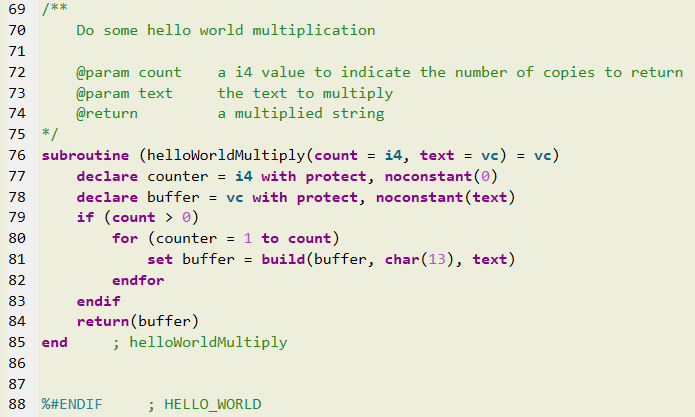 69 /**
70     Do some hello world multiplication
71
72     @param count    a i4 value to indicate the number of copies to return
73     @param text     the text to multiply
74     @return         a multiplied string
75 */
76 subroutine (helloWorldMultiply(count = i4, text = vc) = vc)
77     declare counter = i4 with protect, noconstant(0)
78     declare buffer = vc with protect, noconstant(text)
79     if (count > 0)
80         for (counter = 1 to count)
81             set buffer = build(buffer, char(13), text)
82         endfor
83     endif
84     return(buffer)
85 end     ; helloWorldMultiply
86
87
88 %#ENDIF     ; HELLO_WORLD